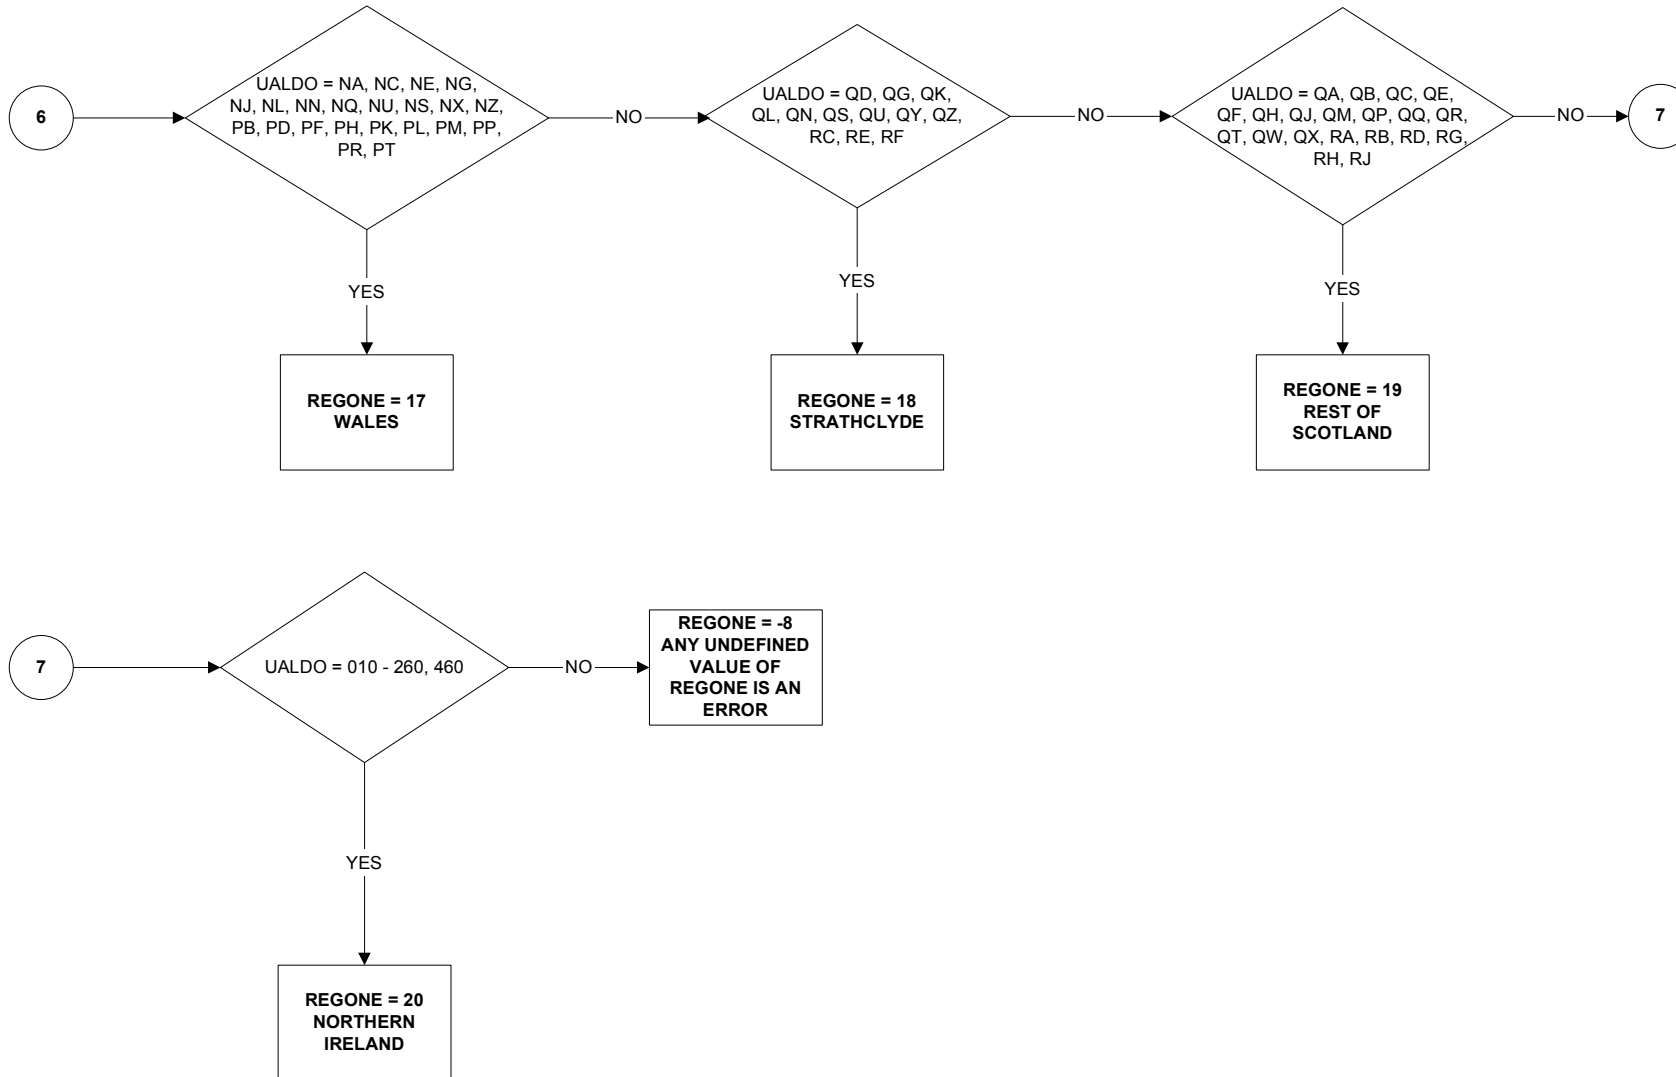 6
UALDO = NA, NC, NE, NG,
NJ, NL, NN, NQ, NU, NS, NX, NZ,
PB, PD, PF, PH, PK, PL, PM, PP,
PR, PT
NO
UALDO = QD, QG, QK,
QL, QN, QS, QU, QY, QZ,
RC, RE, RF
NO
UALDO = QA, QB, QC, QE,
QF, QH, QJ, QM, QP, QQ, QR,
QT, QW, QX, RA, RB, RD, RG,
RH, RJ
NO
7
YES
YES
YES
REGONE = 17
WALES
REGONE = 18
STRATHCLYDE
REGONE = 19
REST OF
SCOTLAND
7
UALDO = 010 - 260, 460
NO
REGONE = -8
ANY UNDEFINED
VALUE OF
REGONE IS AN
ERROR
YES
REGONE = 20
NORTHERN
IRELAND